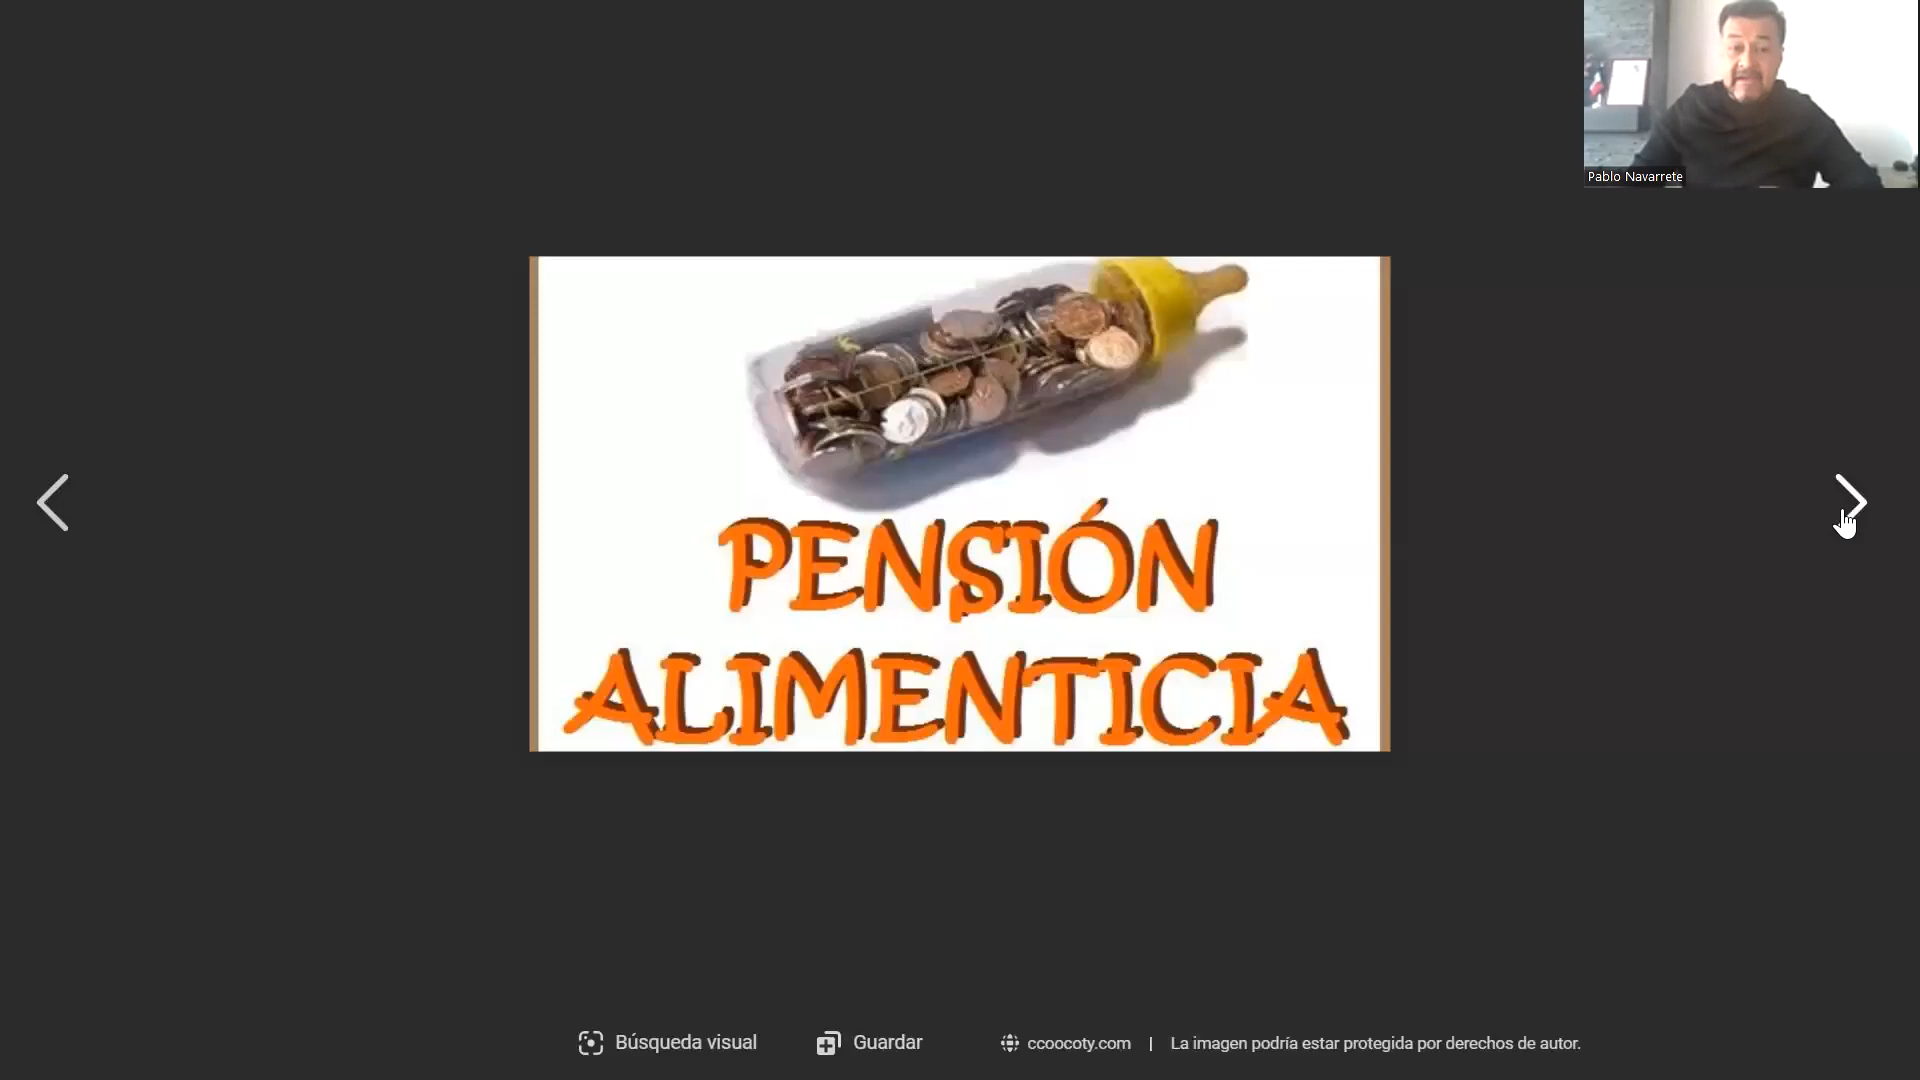 Pablo Navarrete
PENSIÓN
ALIMENTICIA
Búsqueda visual
Guardar
ccoocoty.com | La imagen podría estar protegida por derechos de autor.